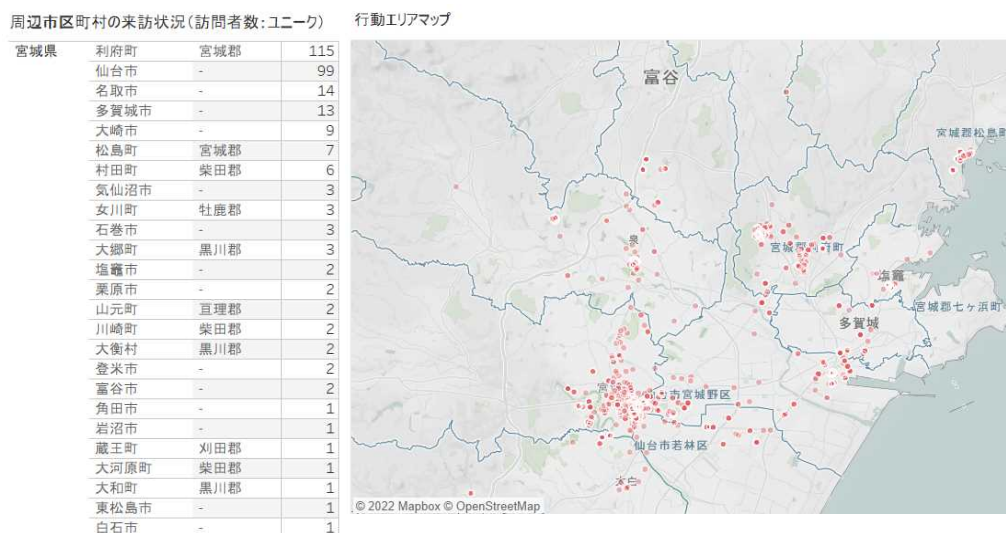 周辺市区町村の来訪状況(訪問者数:ユニーク)
宮城県 利府町 宮城郡 115
仙台市 - 99
名取市 - 14
多賀城市 - 13
大崎市 - 9
松島町 宮城郡 7
村田町 柴田郡 6
気仙沼市 - 3
女川町 牡鹿郡 3
石巻市 - 3
大郷町 黒川郡 3
塩竈市 - 2
栗原市 - 2
山元町 亘理郡 2
川崎町 柴田郡 2
大衡村 黒川郡 2
登米市 - 2
富谷市 - 2
角田市 - 1
岩沼市 - 1
蔵王町 刈田郡 1
大河原町 柴田郡 1
大和町 黒川郡 1
東松島市 - 1
白石市 - 1
行動エリアマップ
富谷
宮城郡松島町
泉
宮城郡利府町
塩竈
宮城郡七ヶ浜町
多賀城
台市宮城野区
仙台市若林区
太白
© 2022 Mapbox © OpenStreetMap